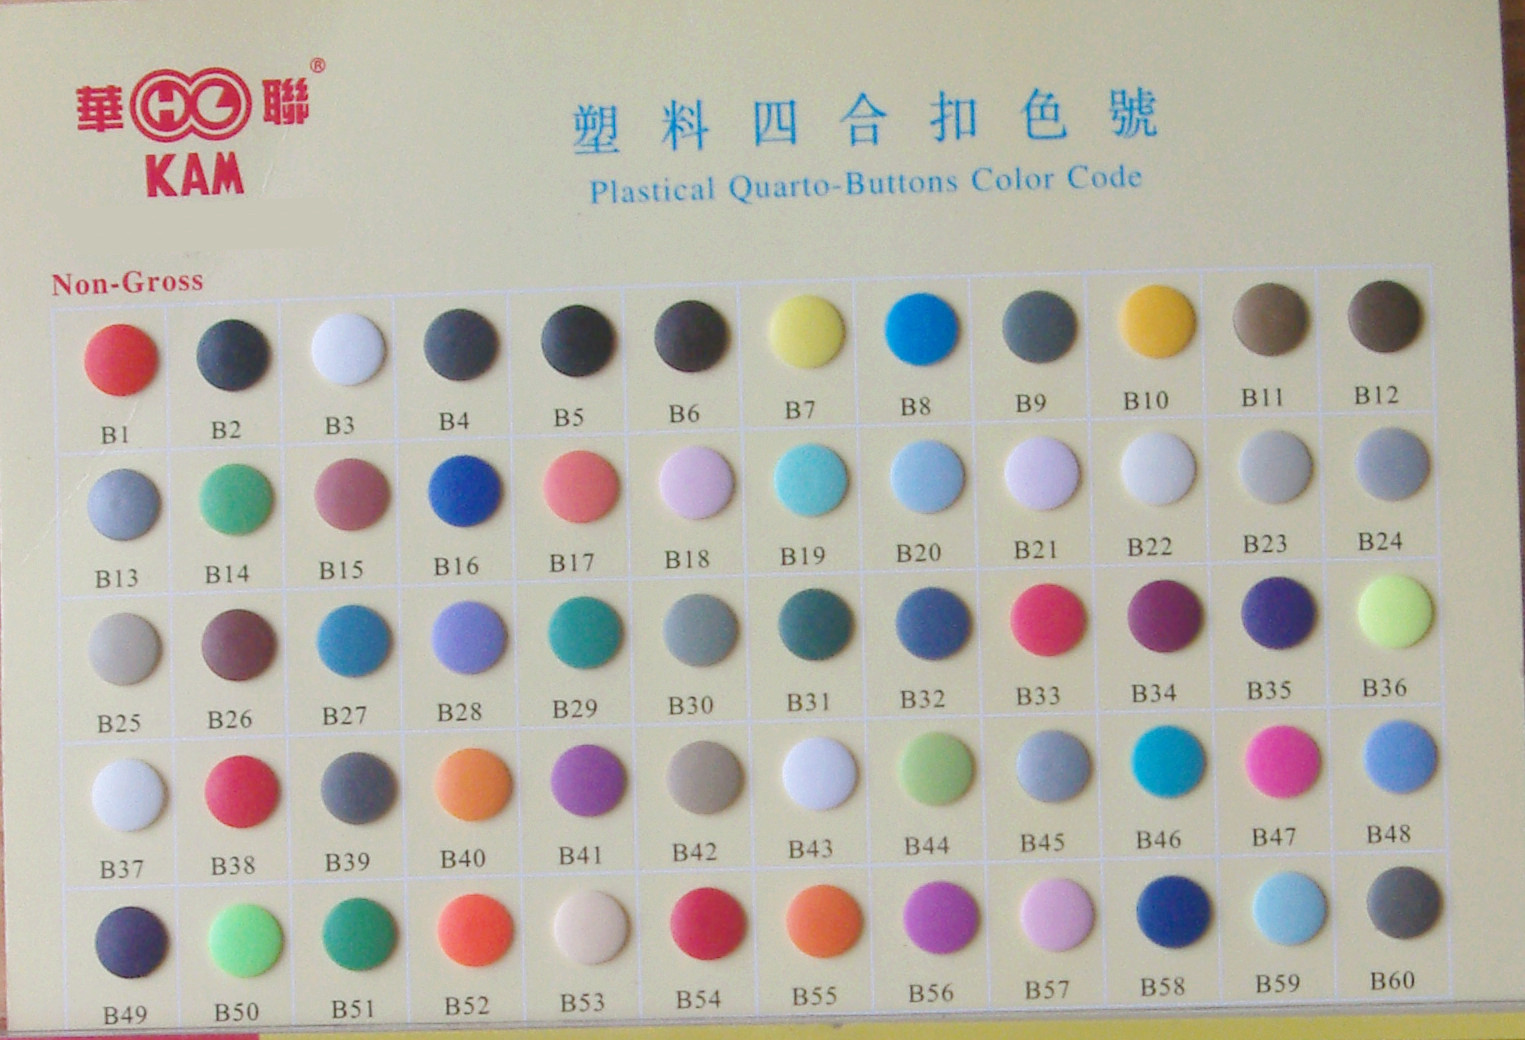 華 HL 聯 ®
KAM
塑料四合扣色號
Plastical Quarto-Buttons Color Code
Non-Gross
B1 B2 B3 B4 B5 B6 B7 B8 B9 B10 B11 B12
B13 B14 B15 B16 B17 B18 B19 B20 B21 B22 B23 B24
B25 B26 B27 B28 B29 B30 B31 B32 B33 B34 B35 B36
B37 B38 B39 B40 B41 B42 B43 B44 B45 B46 B47 B48
B49 B50 B51 B52 B53 B54 B55 B56 B57 B58 B59 B60